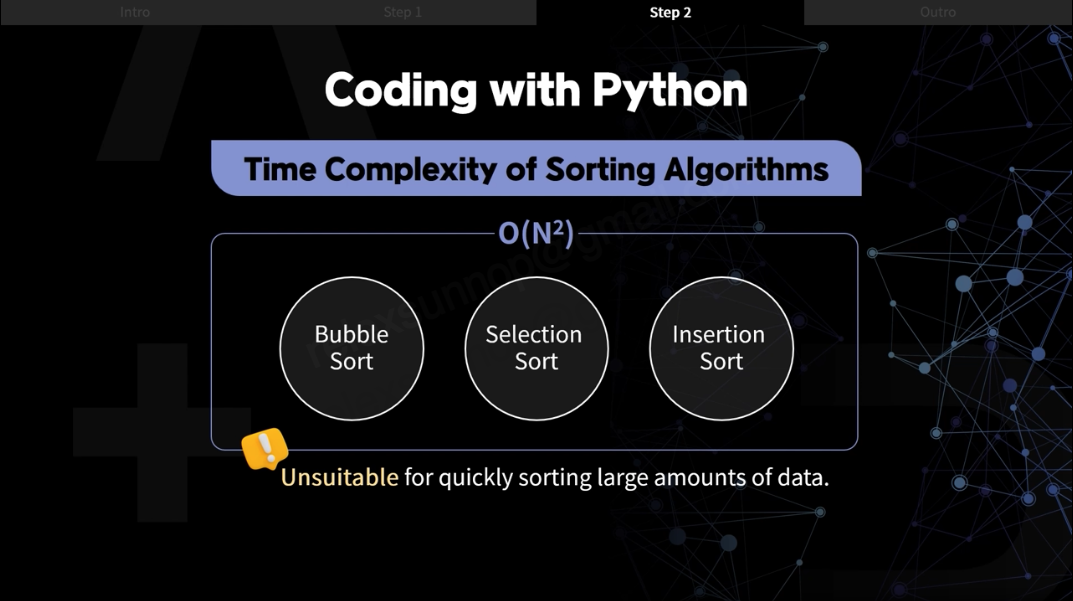 Intro
Step 1
Step 2
Outro
Coding with Python
Time Complexity of Sorting Algorithms
O(N²)
Bubble
Sort
Selection
Sort
Insertion
Sort
Unsuitable for quickly sorting large amounts of data.